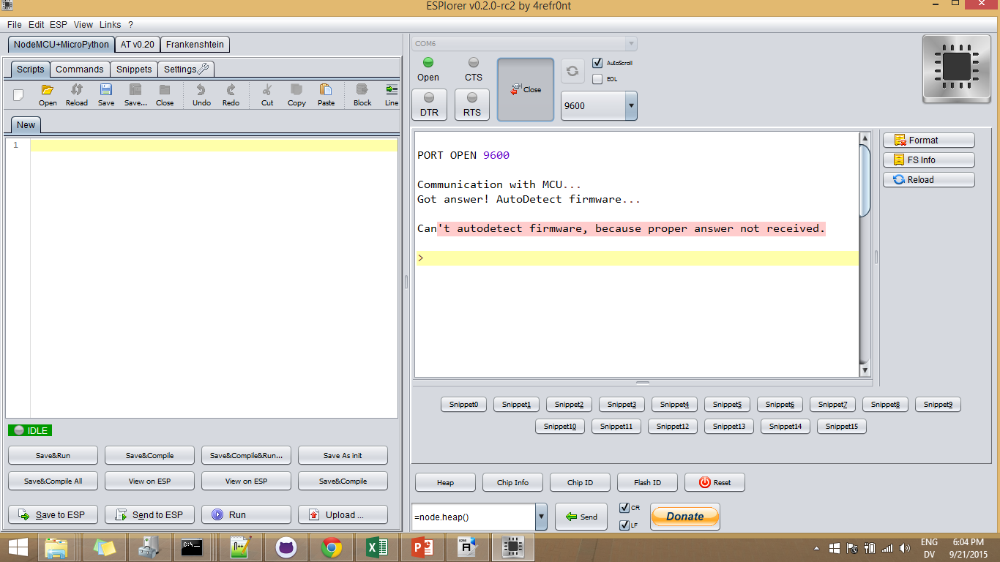 ESPlorer v0.2.0-rc2 by 4refr0nt
File Edit ESP View Links ?
NodeMCU+MicroPython AT v0.20 Frankenshtein
Scripts Commands Snippets Settings
Open Reload Save Save... Close Undo Redo Cut Copy Paste Block Line
New
1
IDLE
Save&Run Save&Compile Save&Compile&Run... Save As init
Save&Compile All View on ESP View on ESP Save&Compile
Save to ESP Send to ESP Run Upload ...
COM6
Open CTS Close AutoScroll
EOL
DTR RTS 9600
PORT OPEN 9600
Communication with MCU...
Got answer! AutoDetect firmware...
Can't autodetect firmware, because proper answer not received.
>
Format
FS Info
Reload
Snippet0 Snippet1 Snippet2 Snippet3 Snippet4 Snippet5 Snippet6 Snippet7 Snippet8 Snippet9
Snippet10 Snippet11 Snippet12 Snippet13 Snippet14 Snippet15
Heap Chip Info Chip ID Flash ID Reset
=node.heap() Send CR Donate
LF
ENG 6:04 PM
DV 9/21/2015